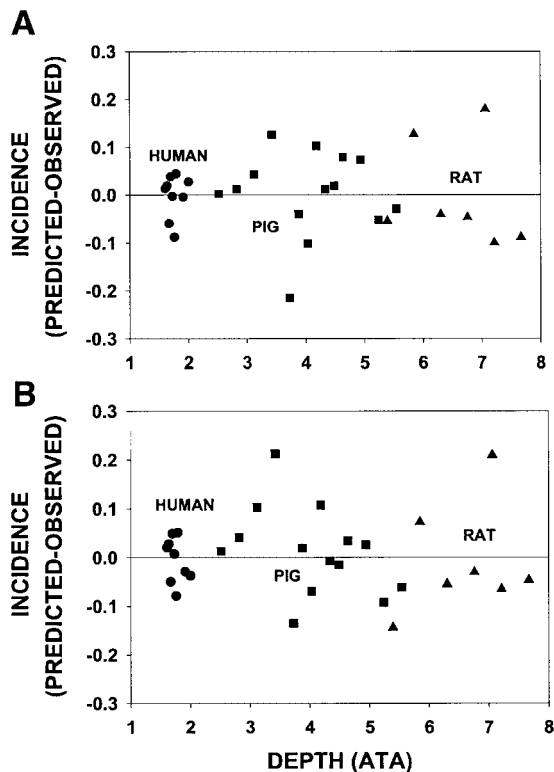 A
INCIDENCE
(PREDICTED-OBSERVED)
0.3
0.2
0.1
0.0
-0.1
-0.2
-0.3
HUMAN
PIG
RAT
1 2 3 4 5 6 7 8
B
INCIDENCE
(PREDICTED-OBSERVED)
0.3
0.2
0.1
0.0
-0.1
-0.2
-0.3
HUMAN
PIG
RAT
1 2 3 4 5 6 7 8
DEPTH (ATA)